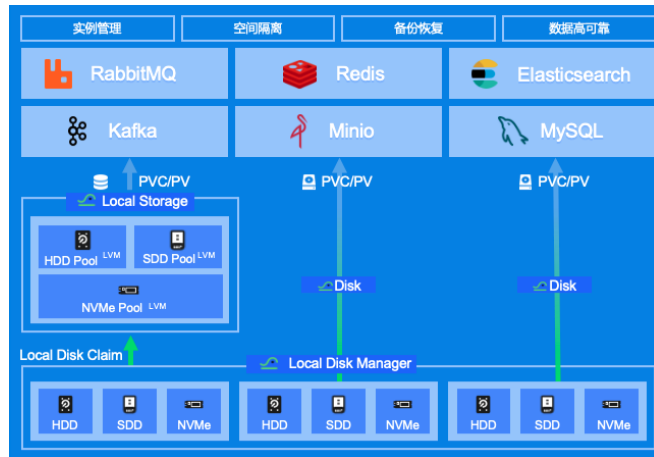 实例管理 空间隔离 备份恢复 数据高可靠
RabbitMQ Redis Elasticsearch
Kafka Minio MySQL
PVC/PV PVC/PV PVC/PV
Local Storage
HDD Pool LVM SDD Pool LVM
NVMe Pool LVM
Disk Disk
Local Disk Claim
Local Disk Manager
HDD SDD NVMe HDD SDD NVMe HDD SDD NVMe